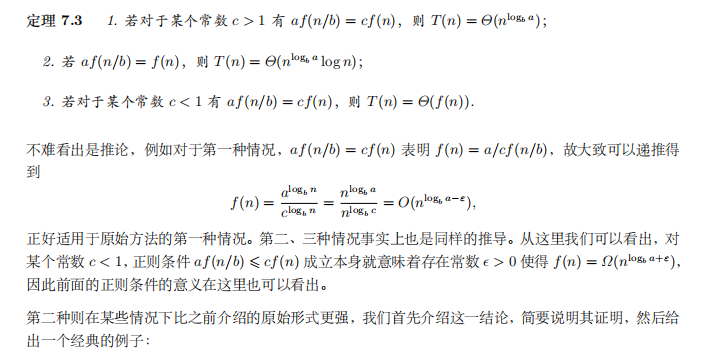 定理 7.3 1. 若对于某个常数 c > 1 有 af(n/b) = cf(n)，则 T(n) = Θ(n^{log_b a})；
2. 若 af(n/b) = f(n)，则 T(n) = Θ(n^{log_b a} log n)；
3. 若对于某个常数 c < 1 有 af(n/b) = cf(n)，则 T(n) = Θ(f(n)).
不难看出是推论，例如对于第一种情况，af(n/b) = cf(n) 表明 f(n) = a/cf(n/b)，故大致可以递推得
到
f(n) = \frac{a^{log_b n}}{c^{log_b n}} = \frac{n^{log_b a}}{n^{log_b c}} = O(n^{log_b a−ε}),
正好适用于原始方法的第一种情况。第二、三种情况事实上也是同样的推导。从这里我们可以看出，对
某个常数 c < 1，正则条件 af(n/b) ⩽ cf(n) 成立本身就意味着存在常数 ϵ > 0 使得 f(n) = Ω(n^{log_b a+ε})，
因此前面的正则条件的意义在这里也可以看出。
第二种则在某些情况下比之前介绍的原始形式更强，我们首先介绍这一结论，简要说明其证明，然后给
出一个经典的例子：